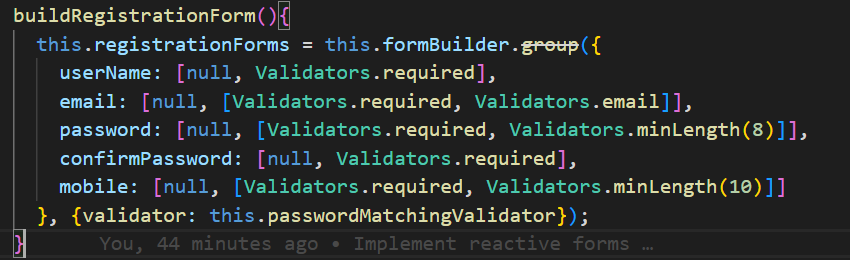 buildRegistrationForm(){
this.registrationForms = this.formBuilder.group({
userName: [null, Validators.required],
email: [null, [Validators.required, Validators.email]],
password: [null, [Validators.required, Validators.minLength(8)]],
confirmPassword: [null, Validators.required],
mobile: [null, [Validators.required, Validators.minLength(10)]]
}, {validator: this.passwordMatchingValidator});
} You, 44 minutes ago • Implement reactive forms …